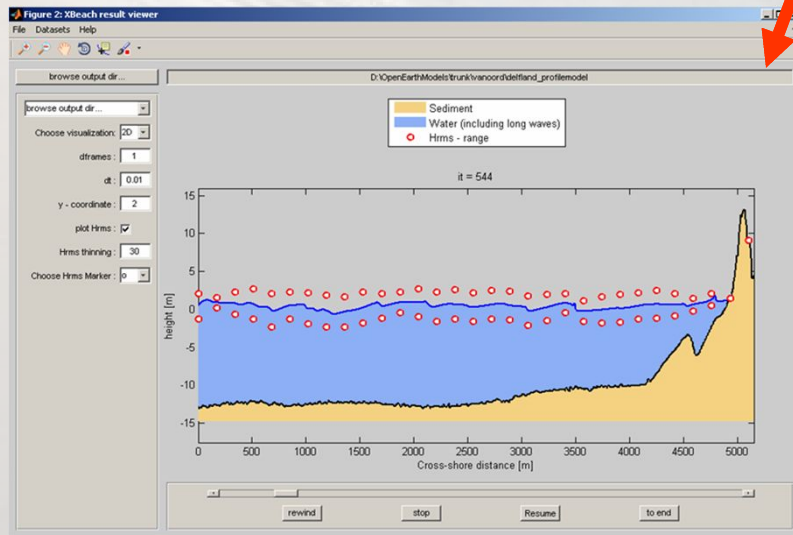 Figure 2: XBeach result viewer
File Datasets Help
browse output dir...
D:\OpenEarthModels\trunk\vanoord\delfland_profilemodel
browse output dir...
Choose visualization: 2D
dframes : 1
dt : 0.01
y - coordinate : 2
plot Hrms :
Hrms thinning : 30
Choose Hrms Marker : o
Sediment
Water (including long waves)
Hrms - range
it = 544
15
10
5
0
-5
-10
-15
height [m]
0 500 1000 1500 2000 2500 3000 3500 4000 4500 5000
Cross-shore distance [m]
rewind stop Resume to end